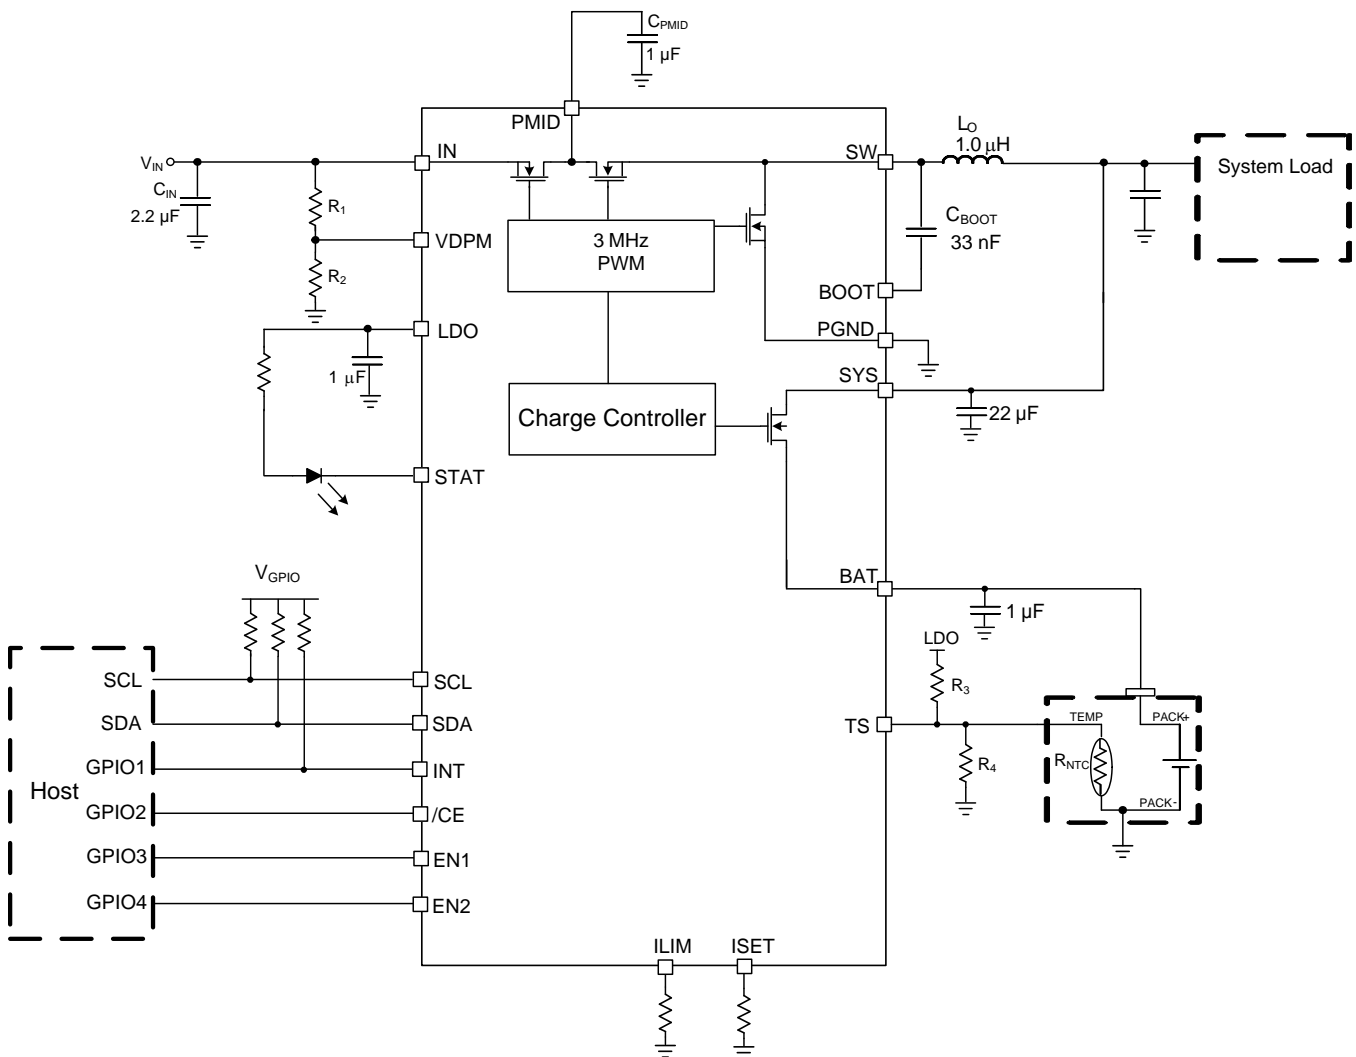 C_PMID
1 µF
PMID
V_IN
IN
SW
L_O
1.0 µH
System Load
C_IN
2.2 µF
R_1
VDPM
3 MHz
PWM
C_BOOT
33 nF
R_2
BOOT
LDO
PGND
1 µF
SYS
Charge Controller
22 µF
STAT
V_GPIO
BAT
1 µF
LDO
SCL
SCL
R_3
SDA
SDA
TS
TEMP
PACK+
GPIO1
INT
R_4
R_NTC
Host
GPIO2
/CE
PACK-
GPIO3
EN1
GPIO4
EN2
ILIM
ISET